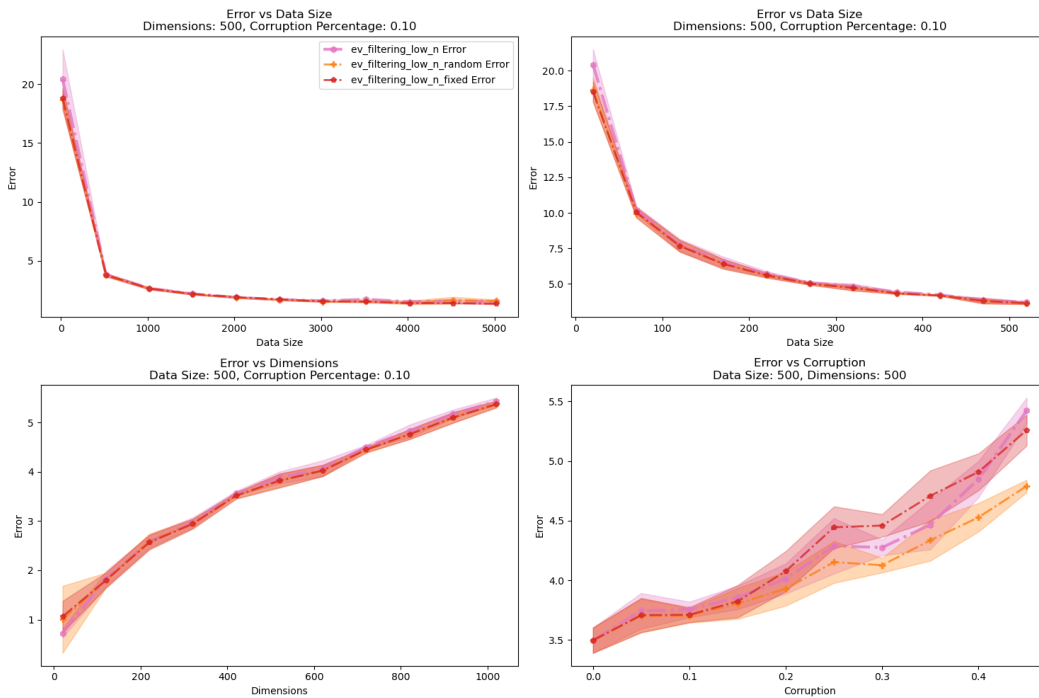 Error vs Data Size
Dimensions: 500, Corruption Percentage: 0.10
ev_filtering_low_n Error
ev_filtering_low_n_random Error
ev_filtering_low_n_fixed Error
20
15
10
5
Error
0
1000
2000
3000
4000
5000
Data Size
Error vs Data Size
Dimensions: 500, Corruption Percentage: 0.10
20.0
17.5
15.0
12.5
10.0
7.5
5.0
Error
0
100
200
300
400
500
Data Size
Error vs Dimensions
Data Size: 500, Corruption Percentage: 0.10
5
4
3
2
1
Error
0
200
400
600
800
1000
Dimensions
Error vs Corruption
Data Size: 500, Dimensions: 500
5.5
5.0
4.5
4.0
3.5
Error
0.0
0.1
0.2
0.3
0.4
Corruption